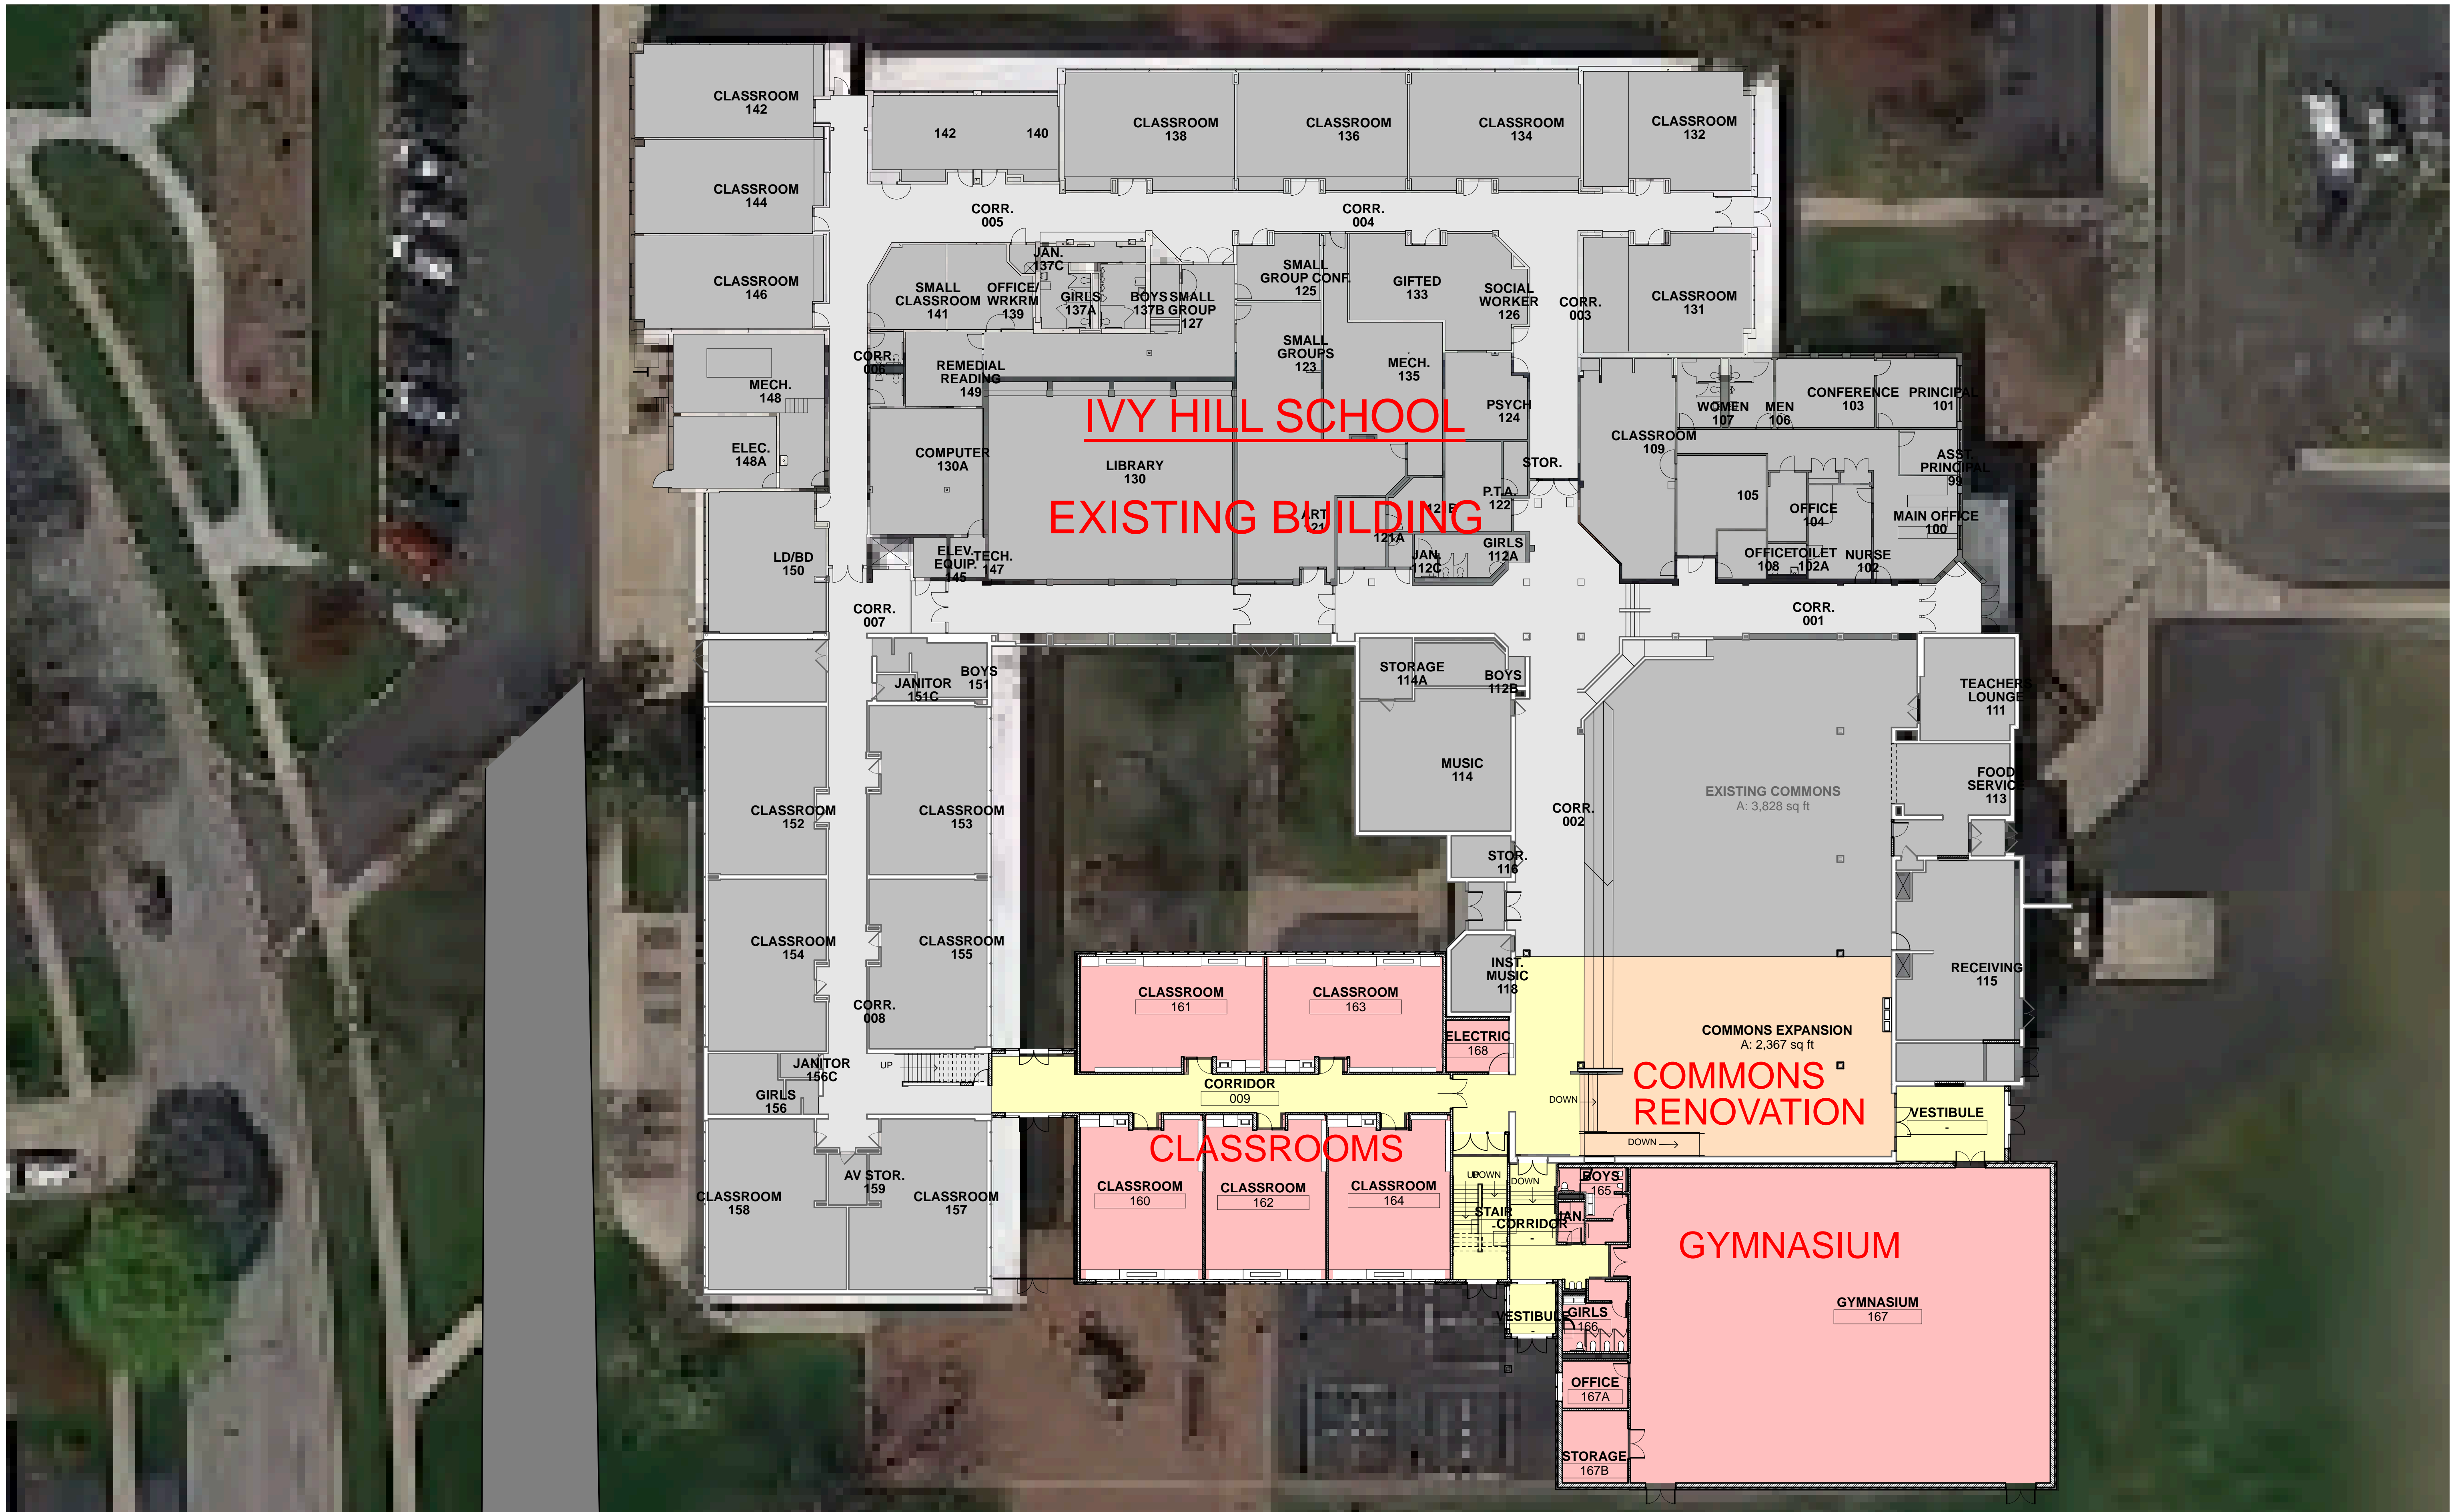 CLASSROOM
142
142
140
CLASSROOM
138
CLASSROOM
136
CLASSROOM
134
CLASSROOM
132
CLASSROOM
144
CORR.
005
CORR.
004
CLASSROOM
146
SMALL
CLASSROOM
141
OFFICE/
WRKRM
139
JAN.
137C
GIRLS
137A
BOYS
137B
SMALL
GROUP
127
SMALL
GROUP CONF.
125
GIFTED
133
SOCIAL
WORKER
126
CORR.
003
CLASSROOM
131
MECH.
148
CORR.
006
REMEDIAL
READING
149
SMALL
GROUPS
123
MECH.
135
PSYCH
124
WOMEN
107
MEN
106
CONFERENCE
103
PRINCIPAL
101
IVY HILL SCHOOL
EXISTING BUILDING
ELEC.
148A
COMPUTER
130A
LIBRARY
130
STOR.
CLASSROOM
109
ASST.
PRINCIPAL
99
105
P.T.A.
122
ART
121
121A
OFFICE
104
MAIN OFFICE
100
LD/BD
150
ELEV.
EQUIP.
145
TECH.
147
JAN.
112C
GIRLS
112A
OFFICE
108
TOILET
102A
NURSE
102
CORR.
007
CORR.
001
JANITOR
151C
BOYS
151
STORAGE
114A
BOYS
112B
TEACHERS
LOUNGE
111
MUSIC
114
EXISTING COMMONS
A: 3,828 sq ft
FOOD
SERVICE
113
CLASSROOM
152
CLASSROOM
153
CORR.
002
STOR.
116
CLASSROOM
154
CLASSROOM
155
INST.
MUSIC
118
RECEIVING
115
CLASSROOM
161
CLASSROOM
163
CORR.
008
ELECTRIC
168
COMMONS EXPANSION
A: 2,367 sq ft
COMMONS
RENOVATION
JANITOR
156C
UP
GIRLS
156
CORRIDOR
009
DOWN
VESTIBULE
-
DOWN
CLASSROOMS
AV STOR.
159
CLASSROOM
158
CLASSROOM
157
CLASSROOM
160
CLASSROOM
162
CLASSROOM
164
UP
DOWN
DOWN
STAIR
-
CORRIDOR
-
BOYS
165
JAN.
GYMNASIUM
GYMNASIUM
167
VESTIBULE
-
GIRLS
166
OFFICE
167A
STORAGE
167B